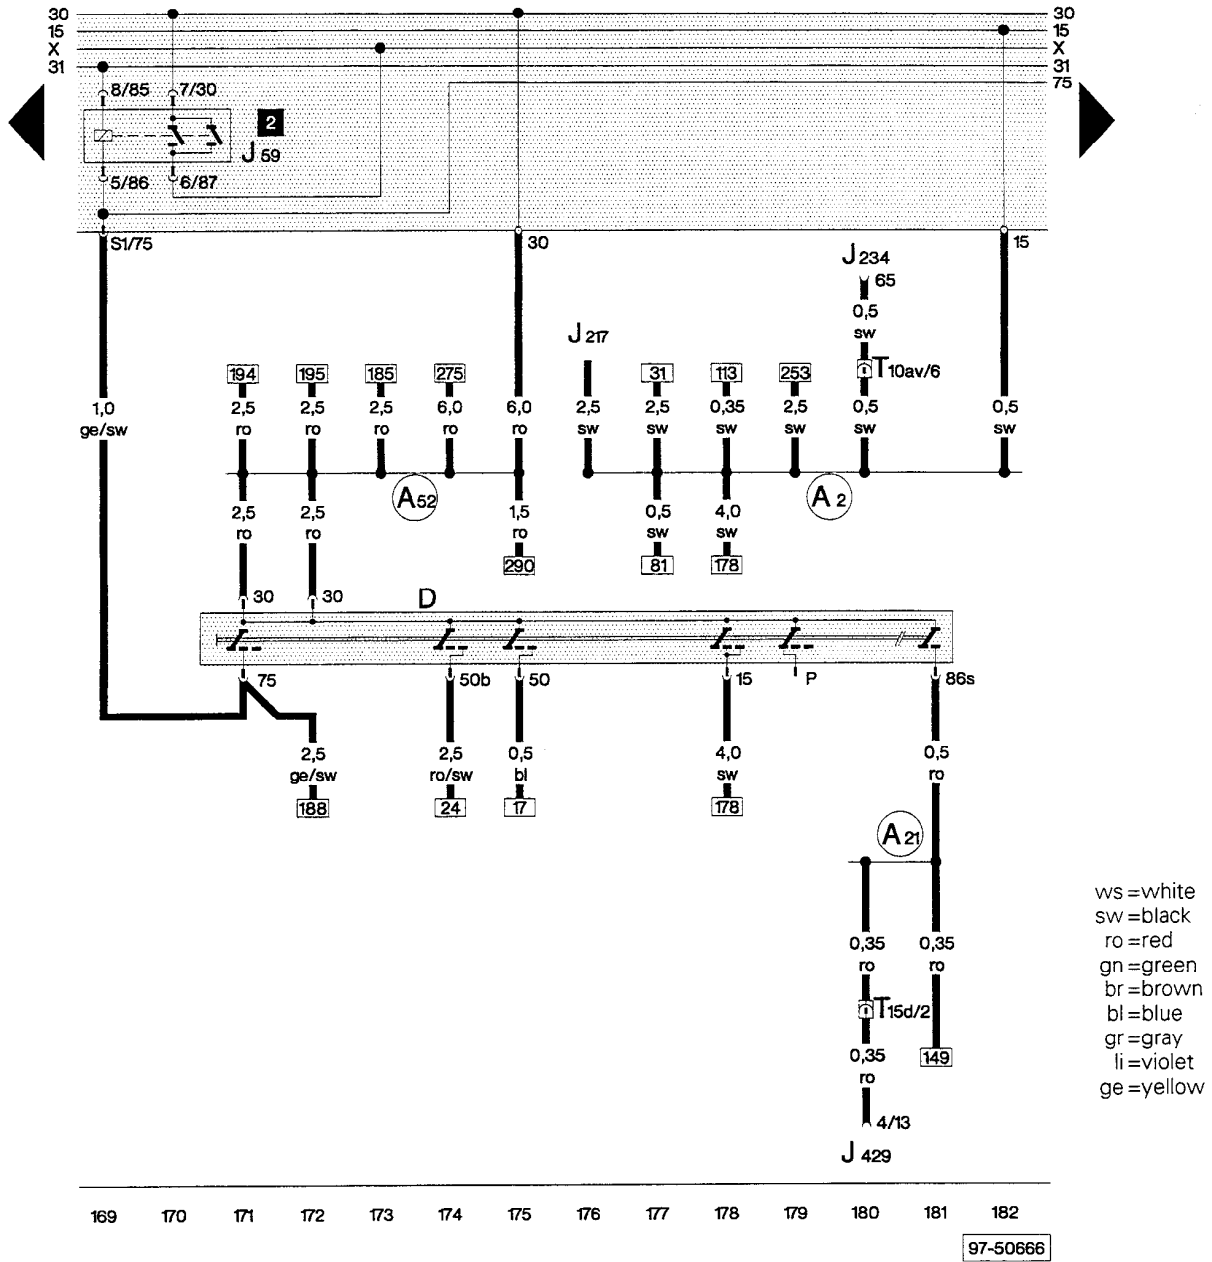 30 30
15 15
X X
31 31
75
8/85 7/30
2
J 59
5/86 6/87
S1/75 30 15
J 234
65
0,5
sw
J 217
T 10av/6
194 195 185 275 31 113 253
1,0 2,5 2,5 2,5 6,0 6,0 2,5 2,5 0,35 2,5 0,5 0,5
ge/sw ro ro ro ro ro sw sw sw sw sw sw
A 52 A 2
2,5 2,5 1,5 0,5 4,0
ro ro ro sw sw
290 81 178
30 30 D
75 50b 50 15 P 86s
2,5 2,5 0,5 4,0 0,5
ge/sw ro/sw bl sw ro
188 24 17 178
A 21
ws =white
sw =black
ro =red
gn =green
br =brown
bl =blue
gr =gray
li =violet
ge =yellow
0,35 0,35
ro ro
T 15d/2
0,35 149
ro
4/13
J 429
169 170 171 172 173 174 175 176 177 178 179 180 181 182
97-50666